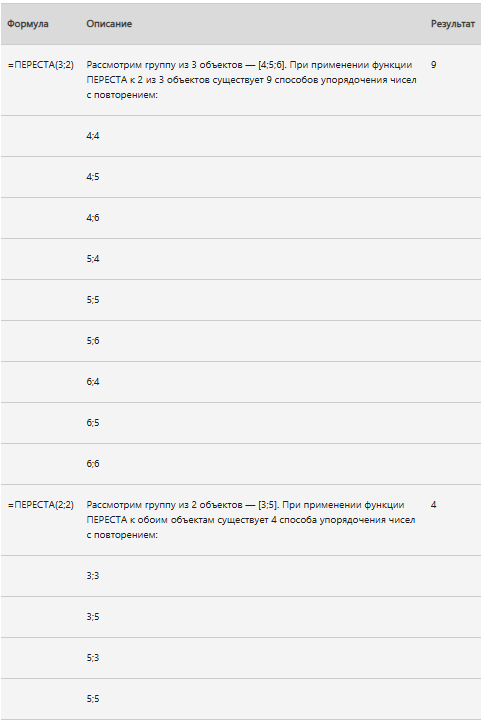 Формула Описание Результат
=ПЕРЕСТА(3;2) Рассмотрим группу из 3 объектов — [4;5;6]. При применении функции 9
ПЕРЕСТА к 2 из 3 объектов существует 9 способов упорядочения чисел
с повторением:
4;4
4;5
4;6
5;4
5;5
5;6
6;4
6;5
6;6
=ПЕРЕСТА(2;2) Рассмотрим группу из 2 объектов — [3;5]. При применении функции 4
ПЕРЕСТА к обоим объектам существует 4 способа упорядочения чисел
с повторением:
3;3
3;5
5;3
5;5